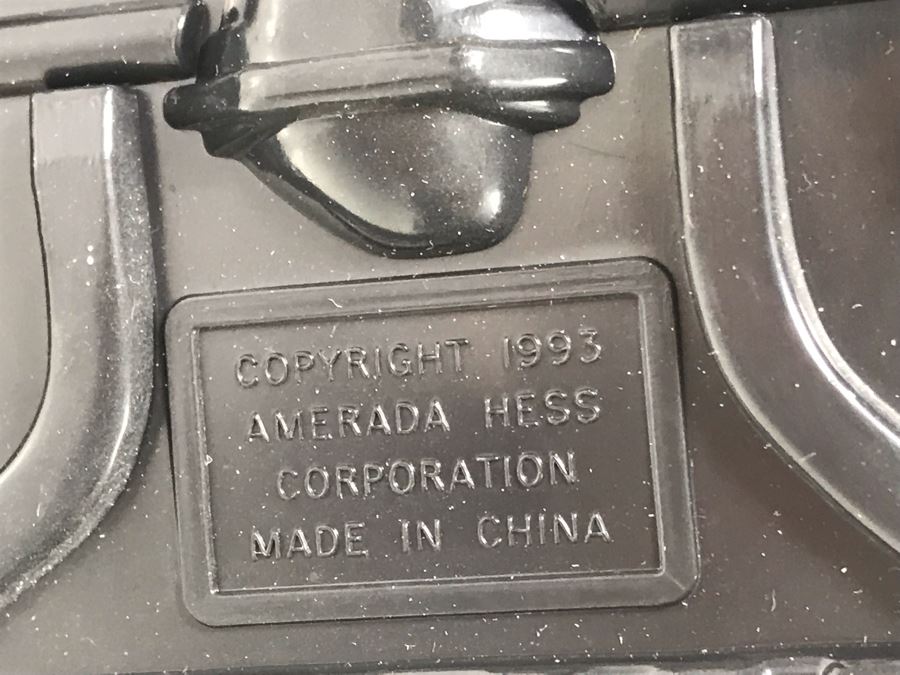 COPYRIGHT 1993
AMERADA HESS
CORPORATION
MADE IN CHINA